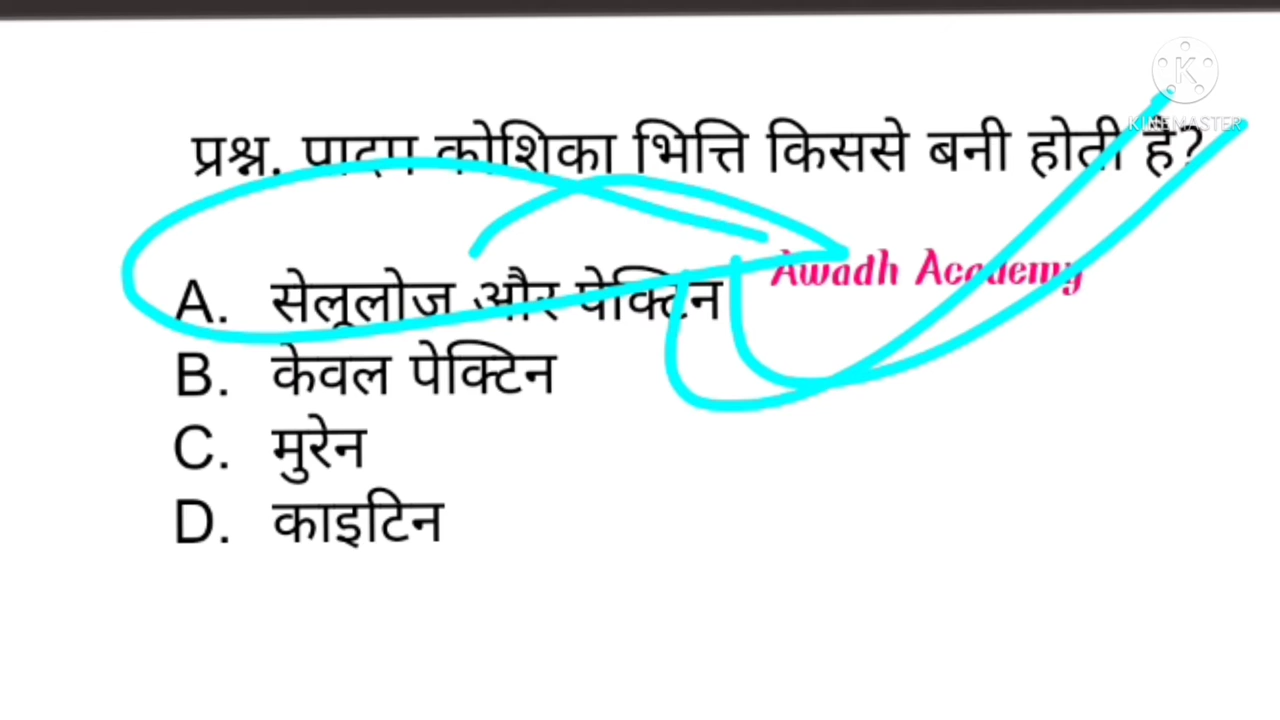 KINEMASTER
प्रश्न. पादप कोशिका भित्ति किससे बनी होती है?
Awadh Academy
A. सेलूलोज और पेक्टिन
B. केवल पेक्टिन
C. मुरेन
D. काइटिन